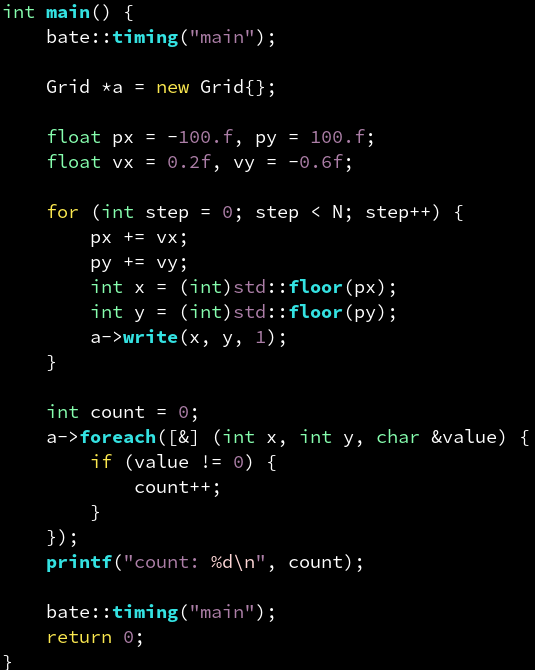 int main() {
    bate::timing("main");

    Grid *a = new Grid{};

    float px = -100.f, py = 100.f;
    float vx = 0.2f, vy = -0.6f;

    for (int step = 0; step < N; step++) {
        px += vx;
        py += vy;
        int x = (int)std::floor(px);
        int y = (int)std::floor(py);
        a->write(x, y, 1);
    }

    int count = 0;
    a->foreach([&] (int x, int y, char &value) {
        if (value != 0) {
            count++;
        }
    });
    printf("count: %d\n", count);

    bate::timing("main");
    return 0;
}